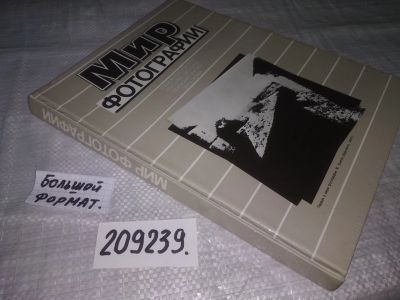 МИР
ФОТОГРАФИИ
МИР ФОТОГРАФИИ
БОЛЬШОЙ
ФОРМАТ.
209239.